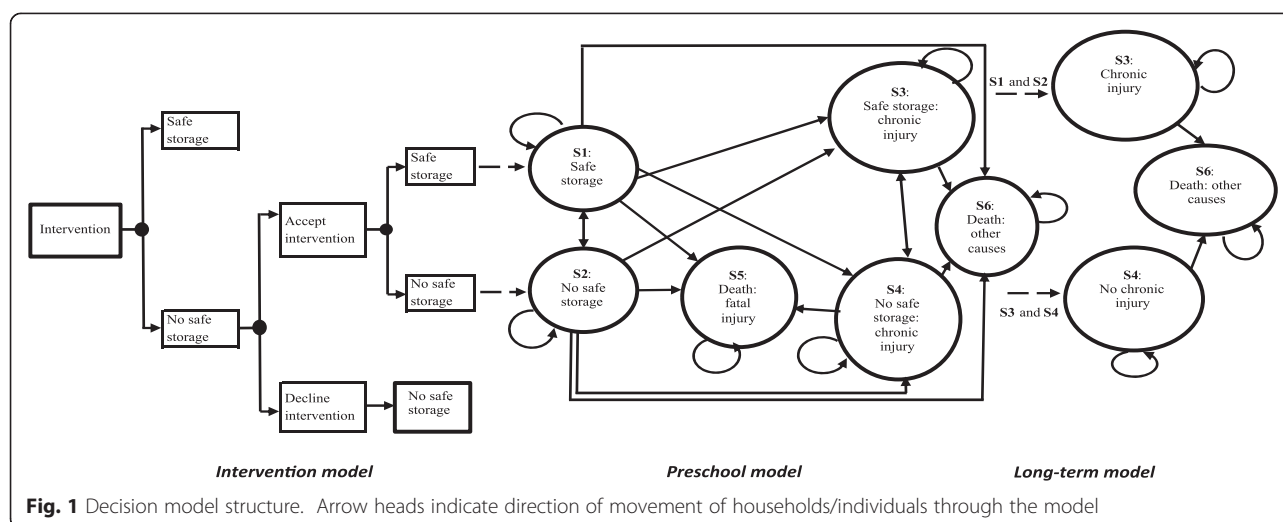 Intervention
Safe
storage
No safe
storage
Accept
intervention
Decline
intervention
Safe
storage
No safe
storage
No safe
storage
S1:
Safe
storage
S2:
No safe
storage
S3:
Safe storage:
chronic
injury
S5:
Death:
fatal
injury
S4:
No safe
storage:
chronic
injury
S6:
Death: other
causes
S1 and S2
S3:
Chronic
injury
S6:
Death: other
causes
S4:
No chronic
injury
S3 and S4
Intervention model
Preschool model
Long-term model
Fig. 1 Decision model structure. Arrow heads indicate direction of movement of households/individuals through the model